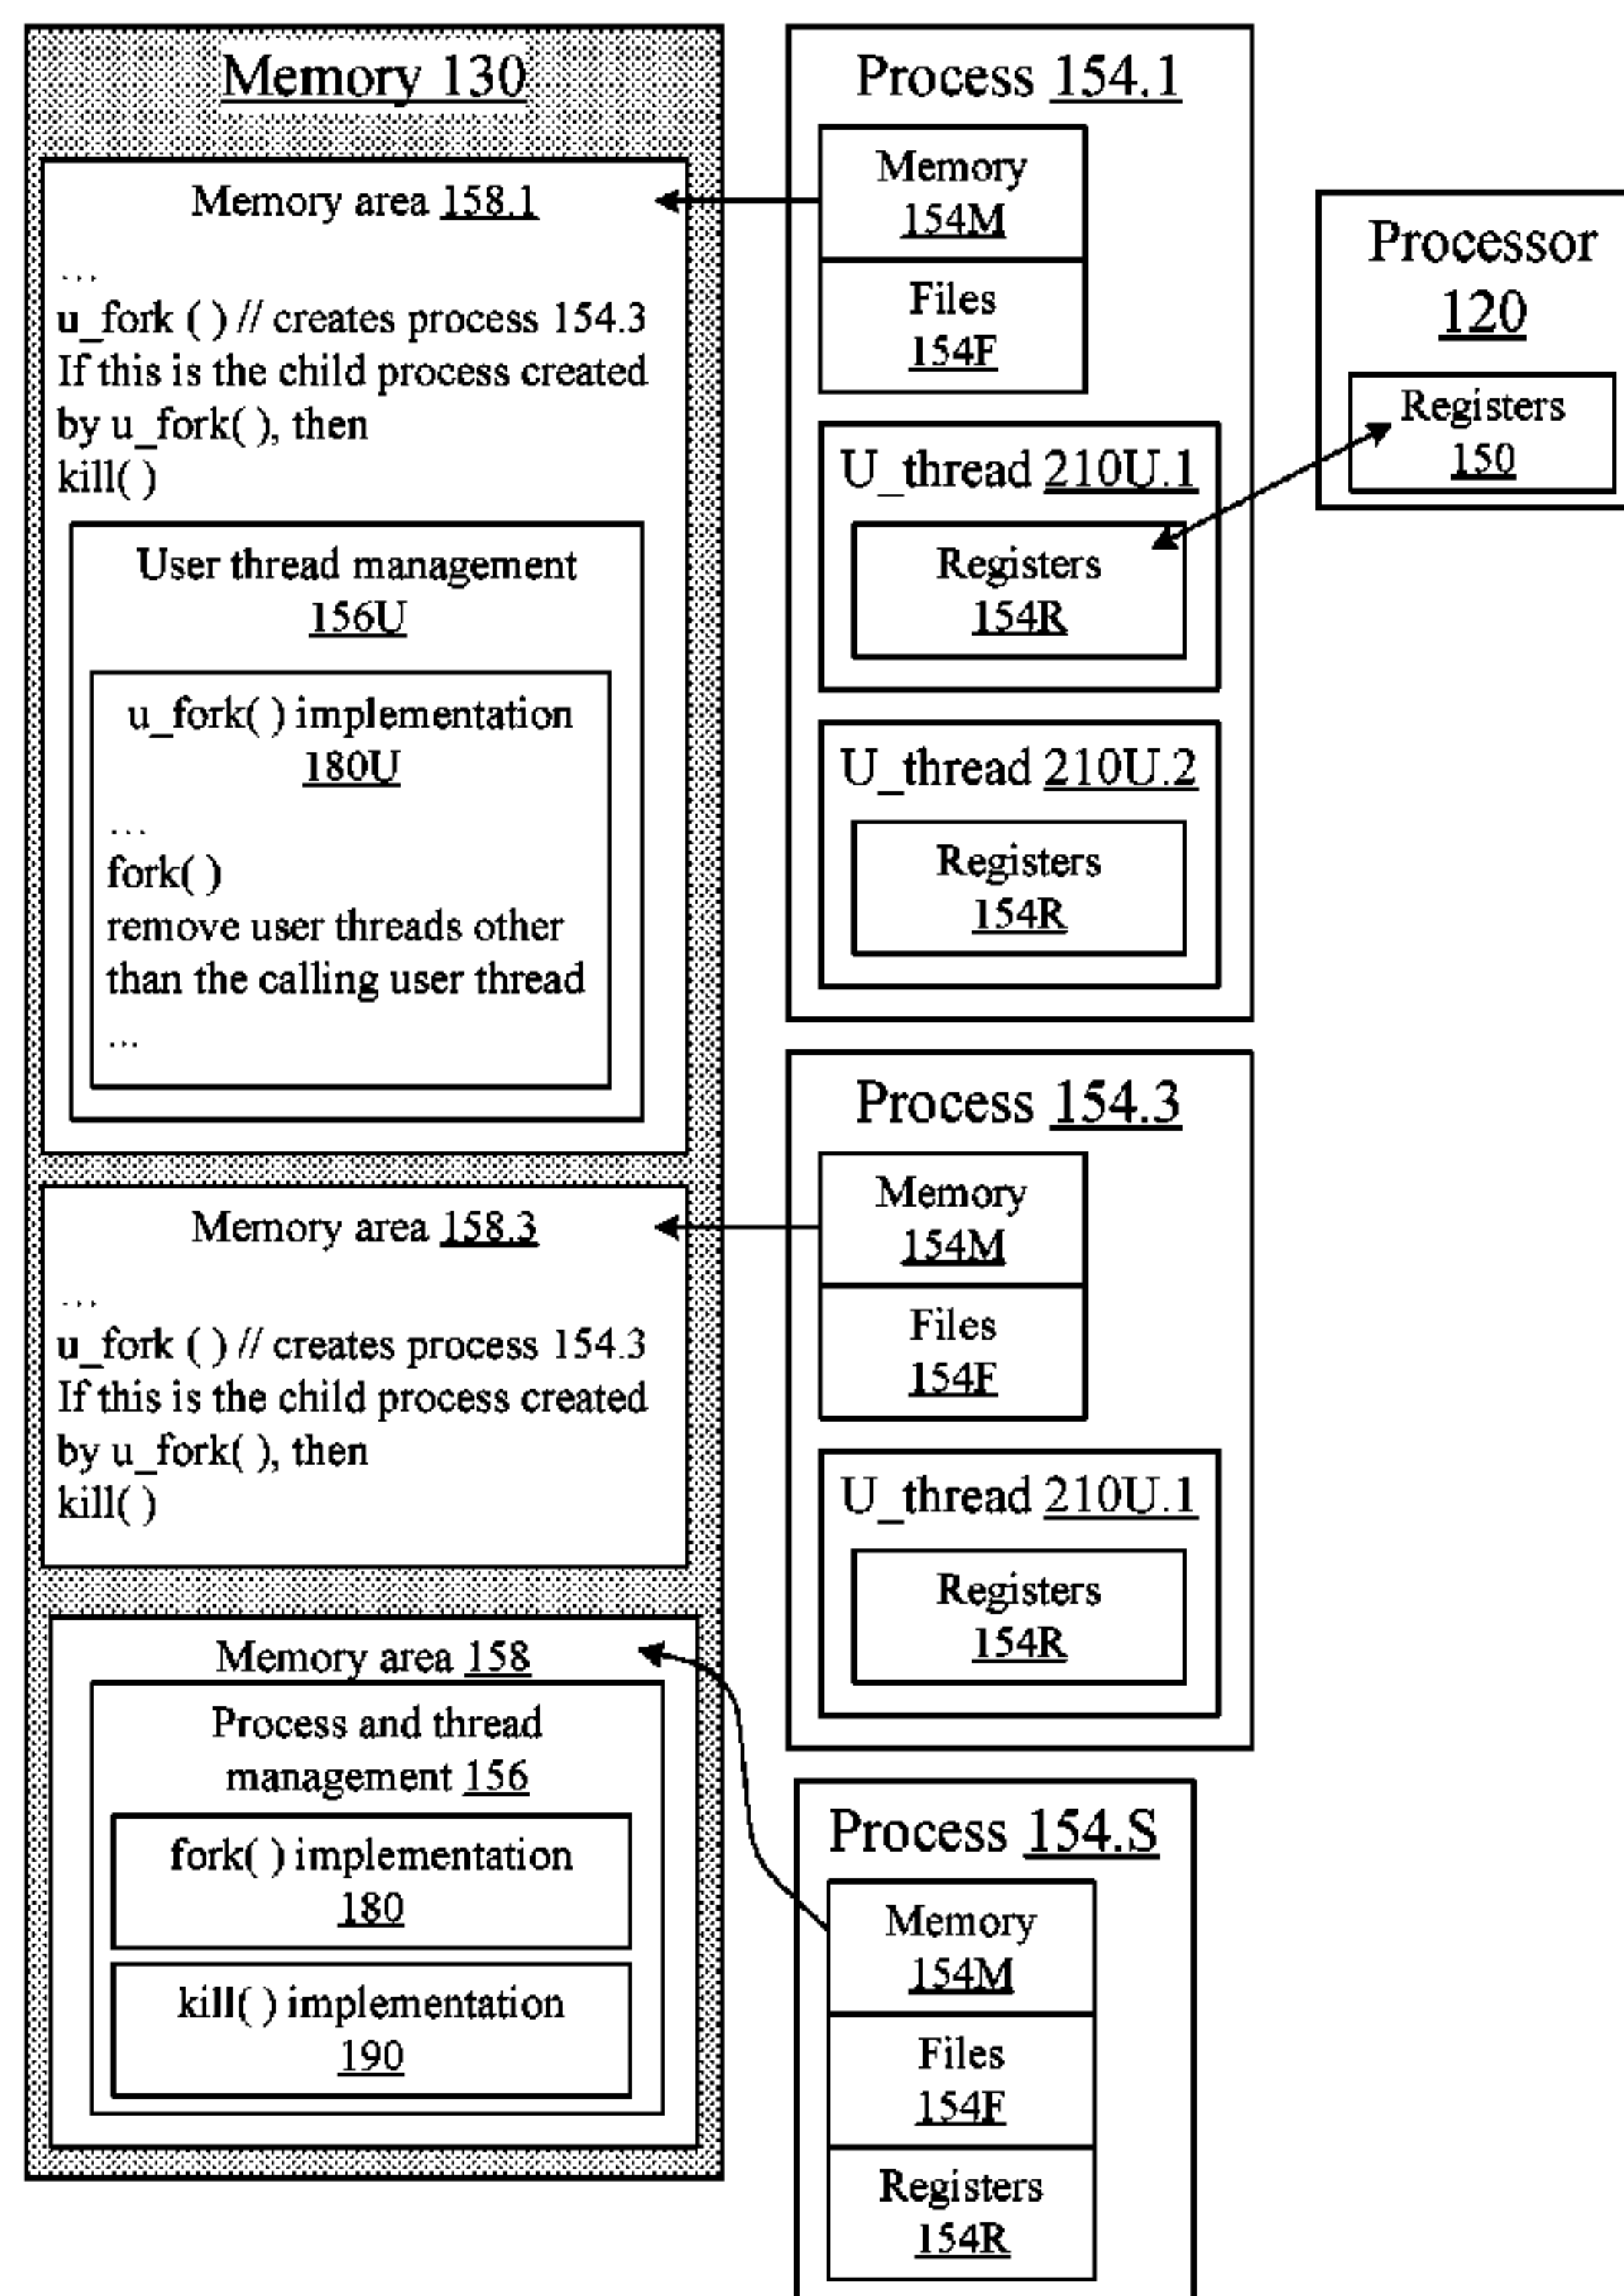 Memory 130
Memory area 158.1
...
u_fork ( ) // creates process 154.3
If this is the child process created
by u_fork( ), then
kill( )
User thread management
156U
u_fork( ) implementation
180U
...
fork( )
remove user threads other
than the calling user thread
...
Memory area 158.3
...
u_fork ( ) // creates process 154.3
If this is the child process created
by u_fork( ), then
kill( )
Memory area 158
Process and thread
management 156
fork( ) implementation
180
kill( ) implementation
190
Process 154.1
Memory
154M
Files
154F
U_thread 210U.1
Registers
154R
U_thread 210U.2
Registers
154R
Process 154.3
Memory
154M
Files
154F
U_thread 210U.1
Registers
154R
Process 154.S
Memory
154M
Files
154F
Registers
154R
Processor
120
Registers
150